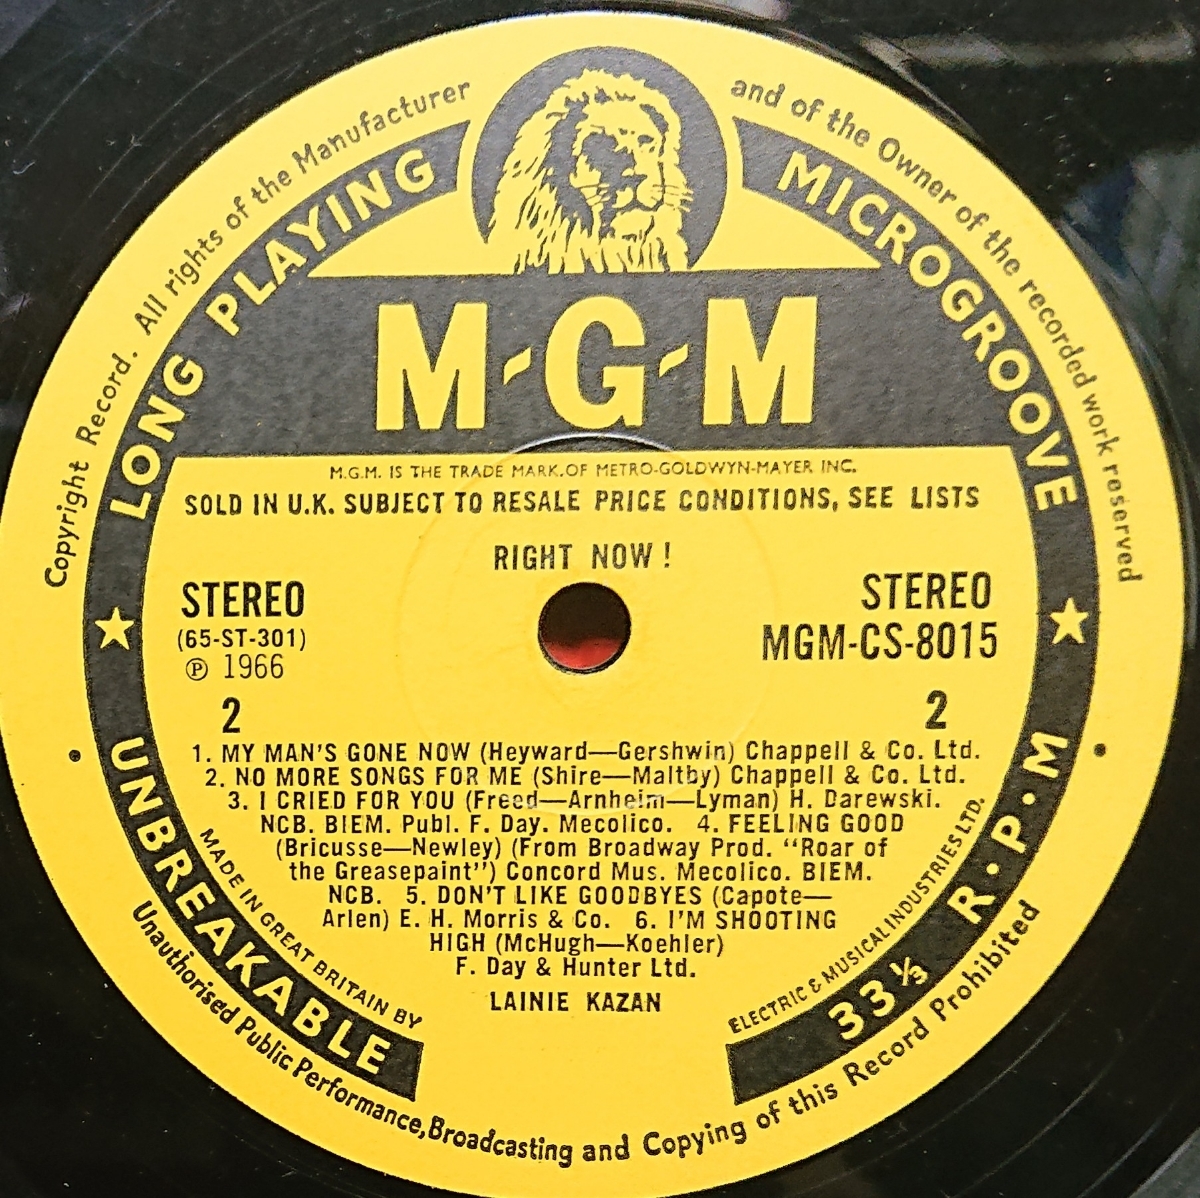 Copyright Record. All rights of the Manufacturer and of the Owner of the recorded work reserved
LONG PLAYING MICROGROOVE
M-G-M
M.G.M. IS THE TRADE MARK.OF METRO-GOLDWYN-MAYER INC.
SOLD IN U.K. SUBJECT TO RESALE PRICE CONDITIONS, SEE LISTS
RIGHT NOW !
STEREO
(65-ST-301)
℗ 1966
2
STEREO
MGM-CS-8015
2
1. MY MAN'S GONE NOW (Heyward—Gershwin) Chappell & Co. Ltd.
2. NO MORE SONGS FOR ME (Shire—Maltby) Chappell & Co. Ltd.
3. I CRIED FOR YOU (Freed—Arnheim—Lyman) H. Darewski.
NCB. BIEM. Publ. F. Day. Mecolico. 4. FEELING GOOD
(Bricusse—Newley) (From Broadway Prod. "Roar of
the Greasepaint") Concord Mus. Mecolico. BIEM.
NCB. 5. DON'T LIKE GOODBYES (Capote—
Arlen) E. H. Morris & Co. 6. I'M SHOOTING
HIGH (McHugh—Koehler)
F. Day & Hunter Ltd.
LAINIE KAZAN
MADE IN GREAT BRITAIN BY ELECTRIC & MUSICAL INDUSTRIES LTD.
UNBREAKABLE 33⅓ R·P·M
Unauthorised Public Performance, Broadcasting and Copying of this Record Prohibited